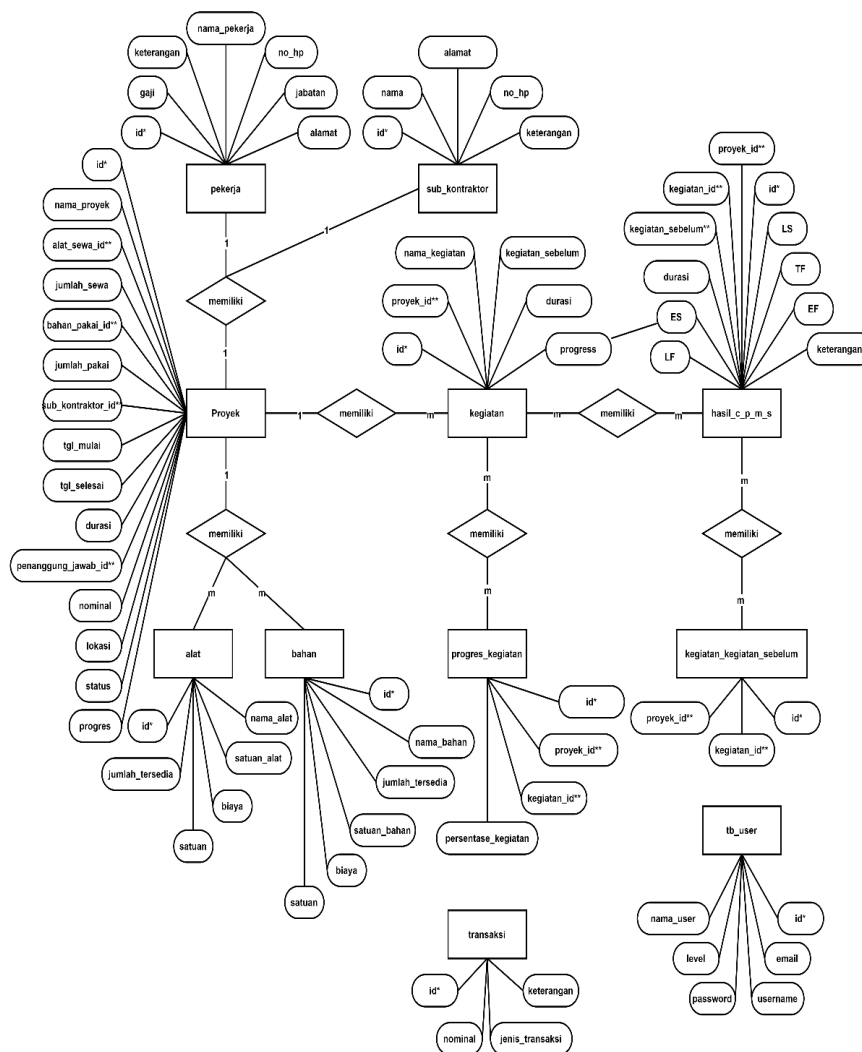 nama_pekerja
keterangan
no_hp
gaji
jabatan
id*
alamat
pekerja
alamat
nama
no_hp
id*
keterangan
sub_kontraktor
1
1
memiliki
1
id*
nama_proyek
alat_sewa_id**
jumlah_sewa
bahan_pakai_id**
jumlah_pakai
sub_kontraktor_id**
tgl_mulai
tgl_selesai
durasi
penanggung_jawab_id**
nominal
lokasi
status
progres
Proyek
1
memiliki
m
nama_kegiatan
kegiatan_sebelum
proyek_id**
durasi
id*
progress
kegiatan
m
memiliki
m
proyek_id**
kegiatan_id**
id*
kegiatan_sebelum**
LS
durasi
TF
ES
EF
LF
keterangan
hasil_c_p_m_s
1
memiliki
m
m
alat
id*
nama_alat
jumlah_tersedia
satuan_alat
biaya
satuan
bahan
id*
nama_bahan
jumlah_tersedia
satuan_bahan
biaya
satuan
m
memiliki
m
progres_kegiatan
id*
proyek_id**
kegiatan_id**
persentase_kegiatan
m
memiliki
m
kegiatan_kegiatan_sebelum
proyek_id**
id*
kegiatan_id**
tb_user
nama_user
id*
level
email
password
username
transaksi
id*
keterangan
nominal
jenis_transaksi